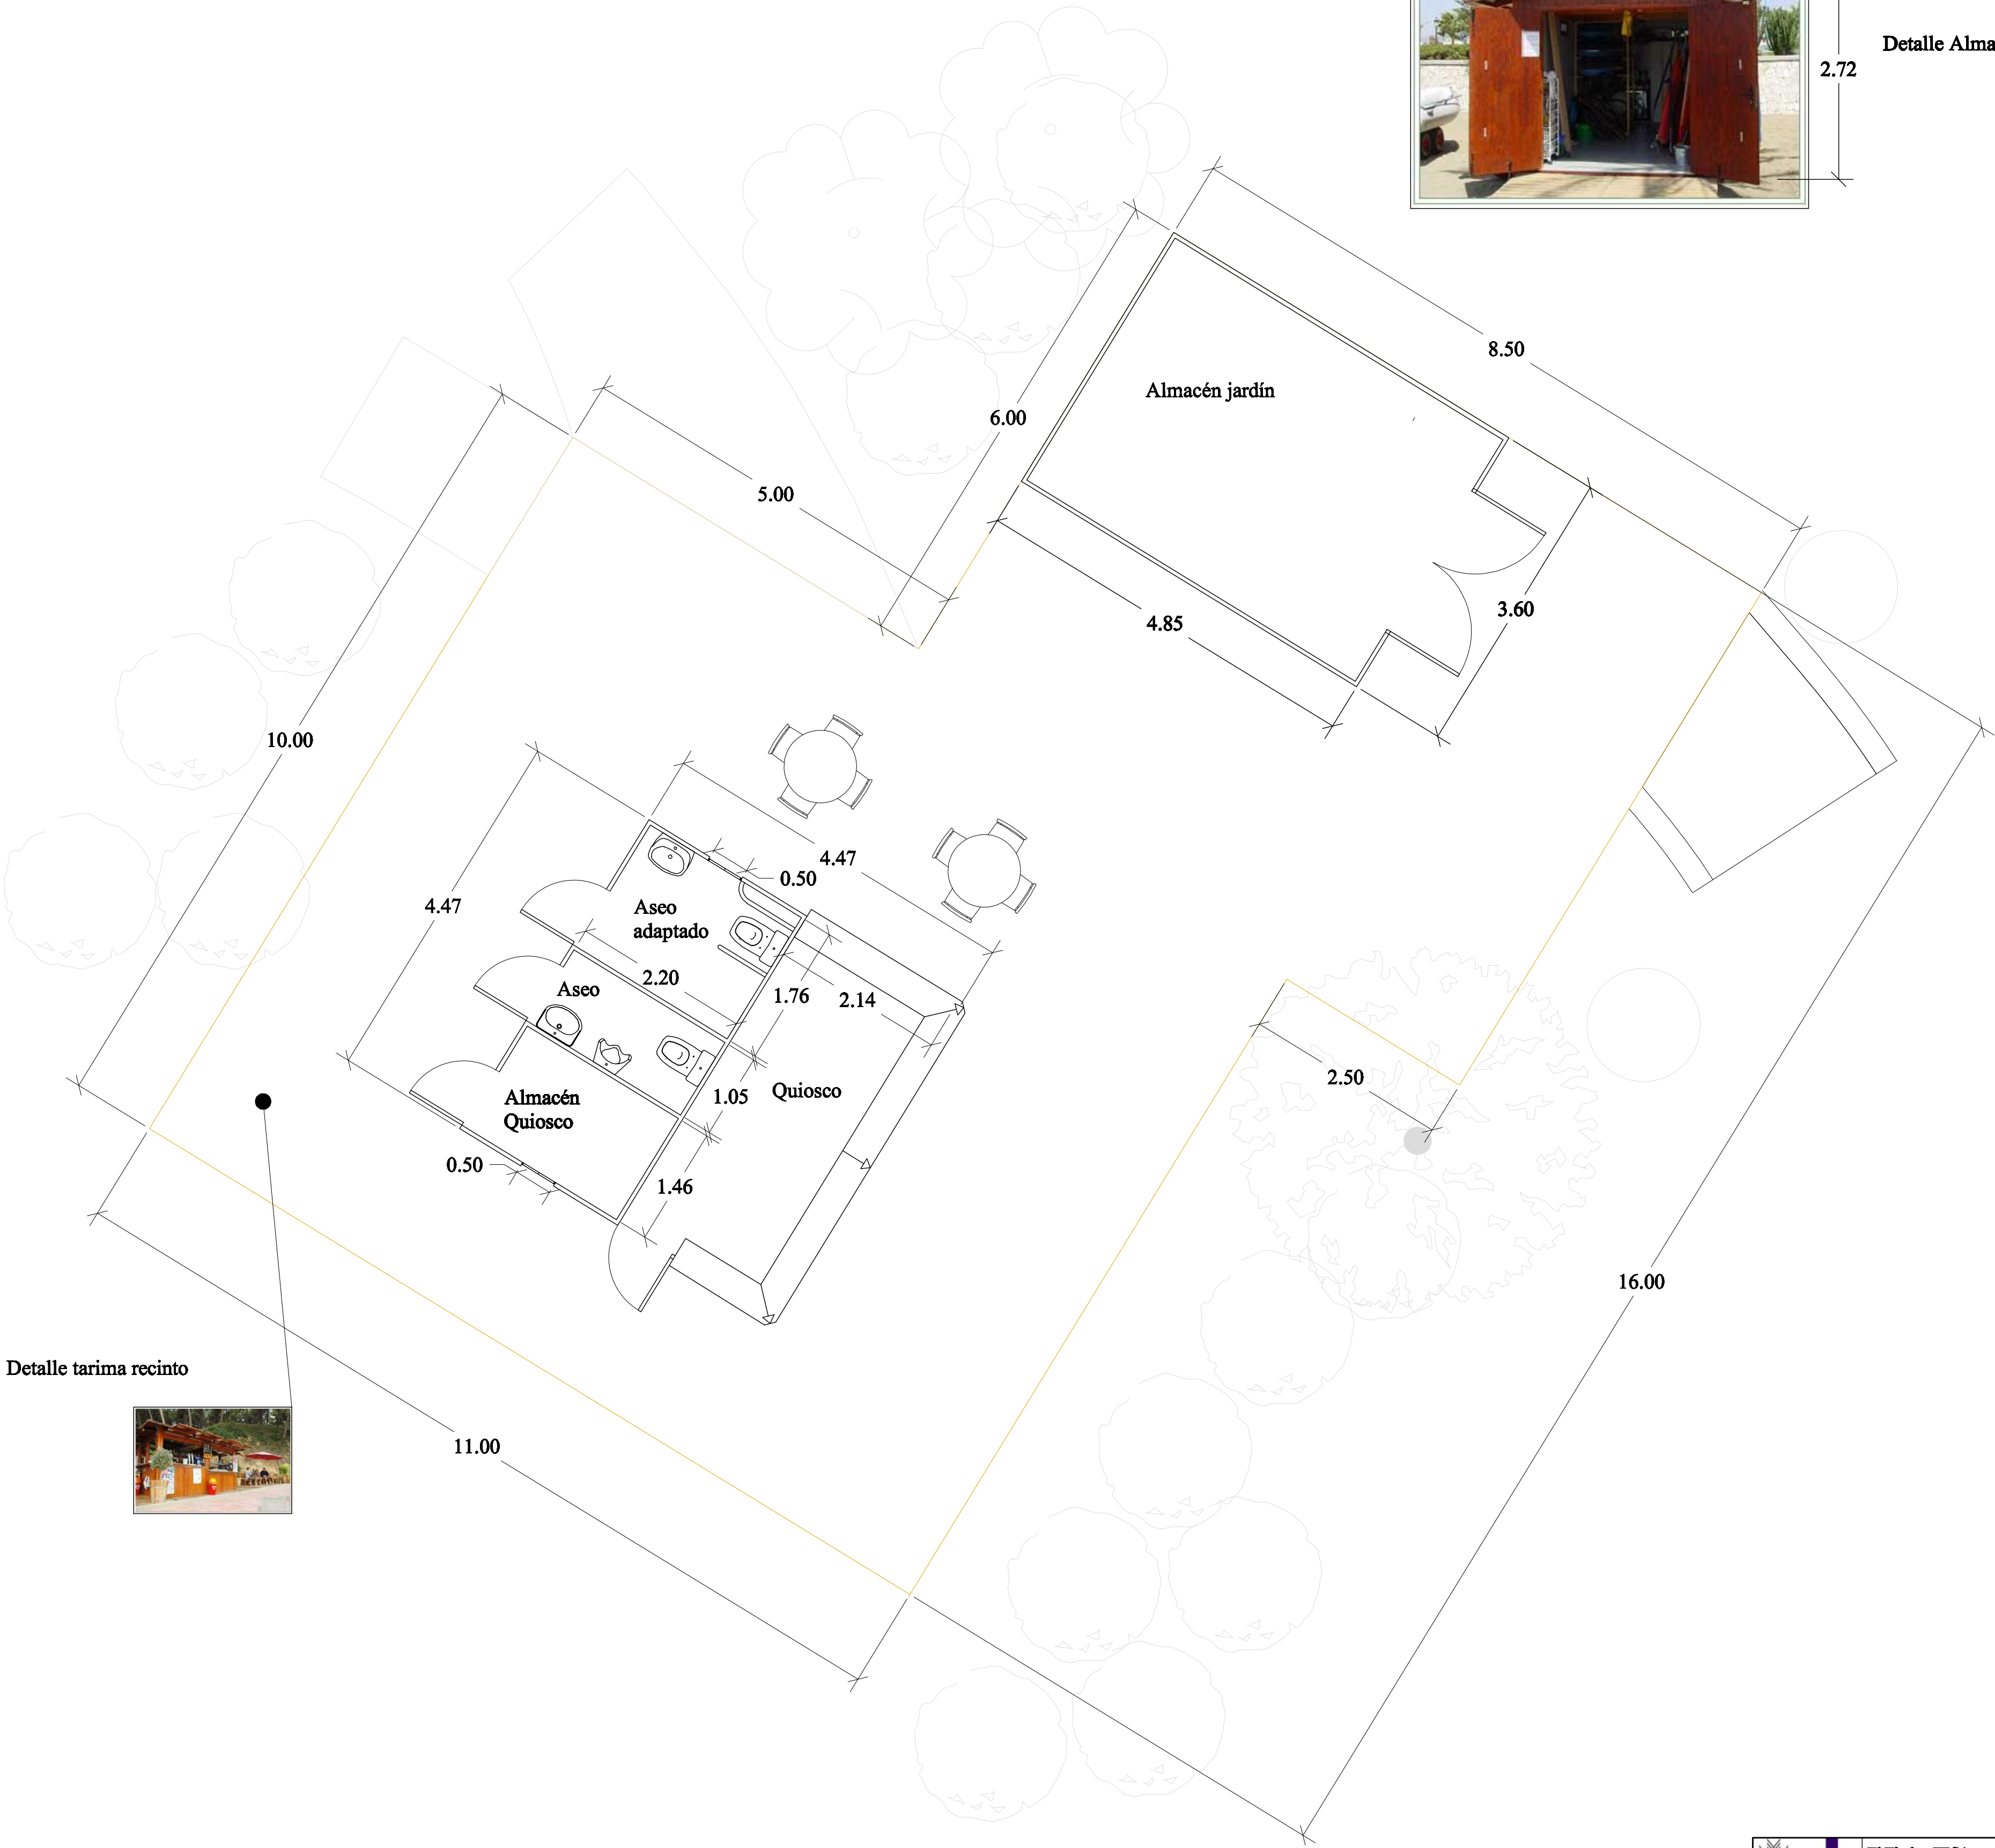 Detalle Alma
2.72
8.50
Almacén jardín
6.00
5.00
3.60
4.85
10.00
4.47
0.50
4.47
Aseo
adaptado
2.20
Aseo
1.76
2.14
2.50
Quiosco
1.05
Almacén
Quiosco
0.50
1.46
16.00
Detalle tarima recinto
11.00